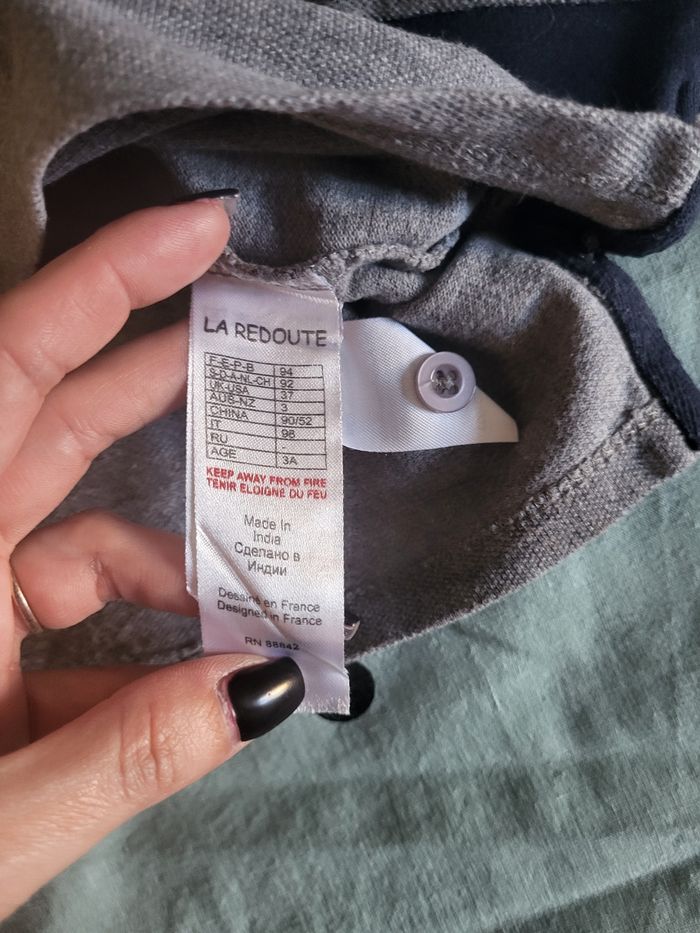 LA REDOUTE
F-E-P-B 94
S-D-A-NL-CH 92
UK-USA 37
AUS-NZ 3
CHINA 90/52
IT
RU 98
AGE 3A
KEEP AWAY FROM FIRE
TENIR ELOIGNE DU FEU
Made In
India
Сделано в
Индии
Dessiné en France
Designed in France
RN 88842